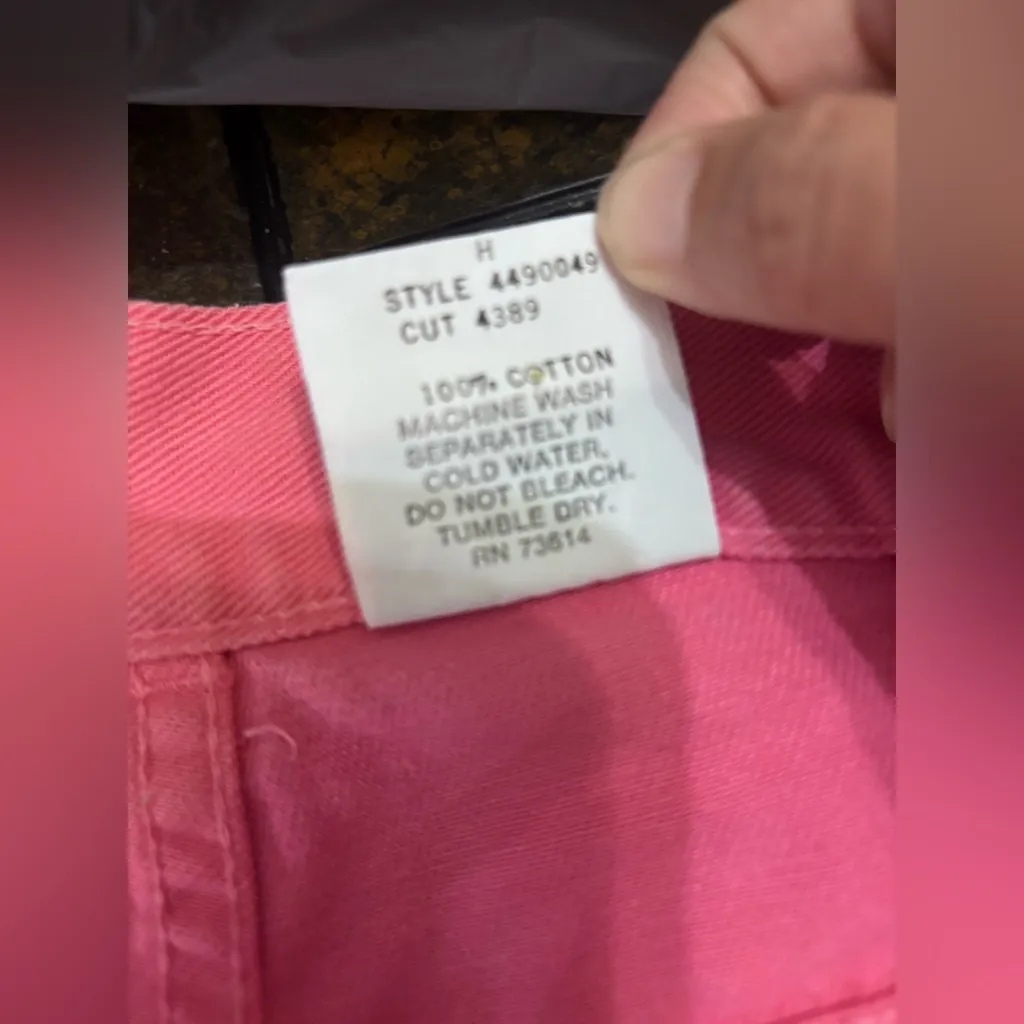 H
STYLE 4490049
CUT 4389
100% COTTON
MACHINE WASH
SEPARATELY IN
COLD WATER.
DO NOT BLEACH.
TUMBLE DRY.
RN 73614